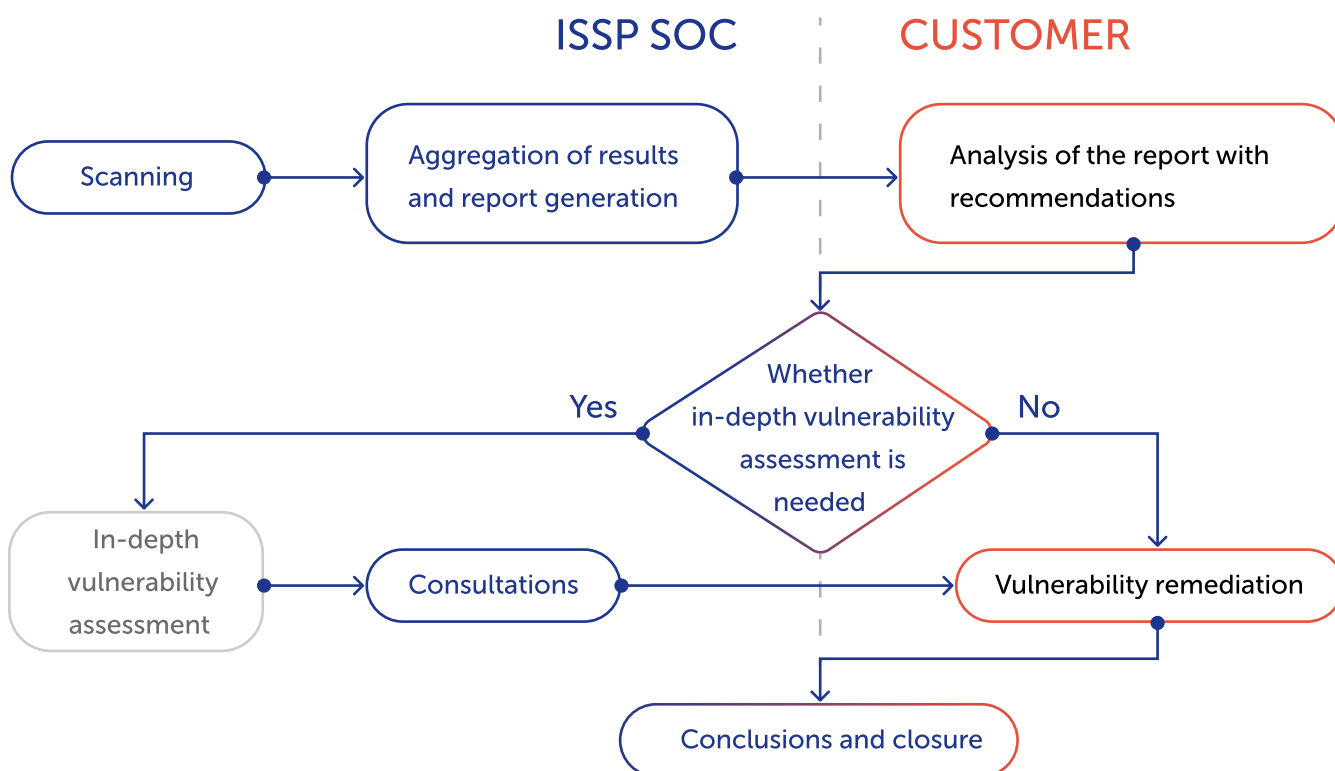 ISSP SOC
CUSTOMER
Scanning
Aggregation of results
and report generation
Analysis of the report with
recommendations
Whether
in-depth vulnerability
assessment is
needed
Yes
No
In-depth
vulnerability
assessment
Consultations
Vulnerability remediation
Conclusions and closure